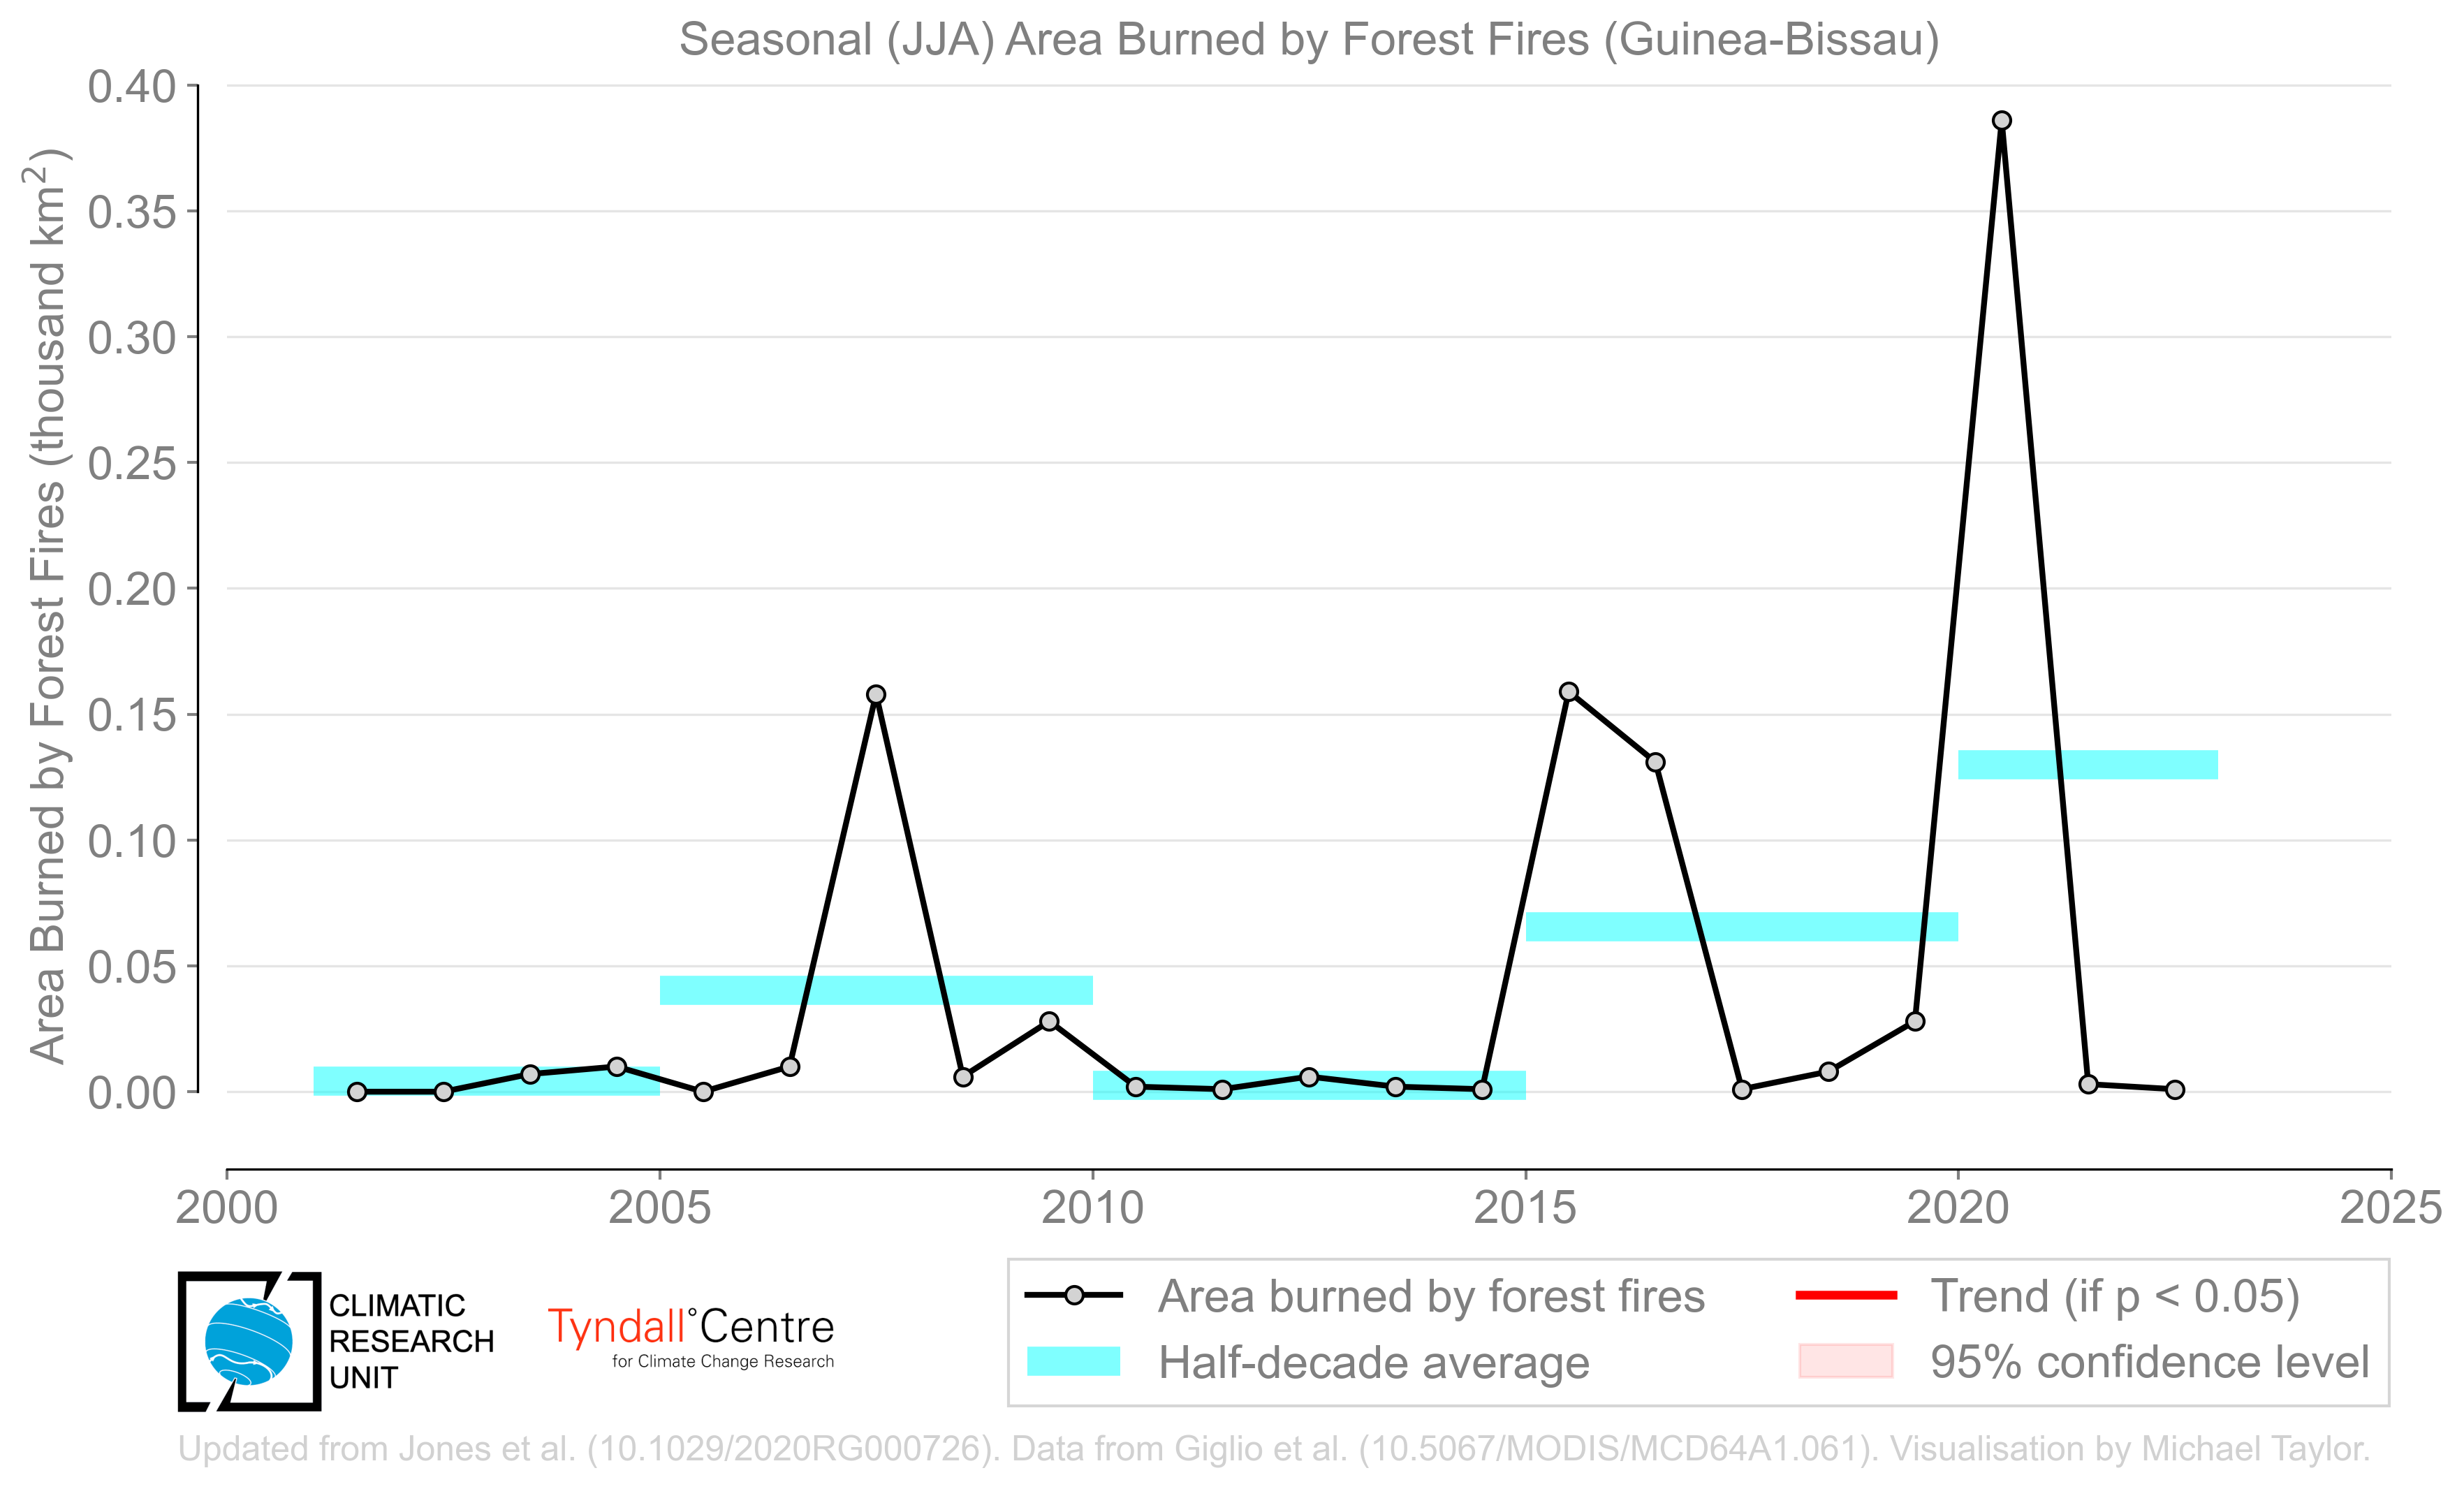 Seasonal (JJA) Area Burned by Forest Fires (Guinea-Bissau)
Area Burned by Forest Fires (thousand km²)
0.40
0.35
0.30
0.25
0.20
0.15
0.10
0.05
0.00
2000 2005 2010 2015 2020 2025
CLIMATIC
RESEARCH
UNIT
Tyndall°Centre
for Climate Change Research
Area burned by forest fires
Half-decade average
Trend (if p < 0.05)
95% confidence level
Updated from Jones et al. (10.1029/2020RG000726). Data from Giglio et al. (10.5067/MODIS/MCD64A1.061). Visualisation by Michael Taylor.